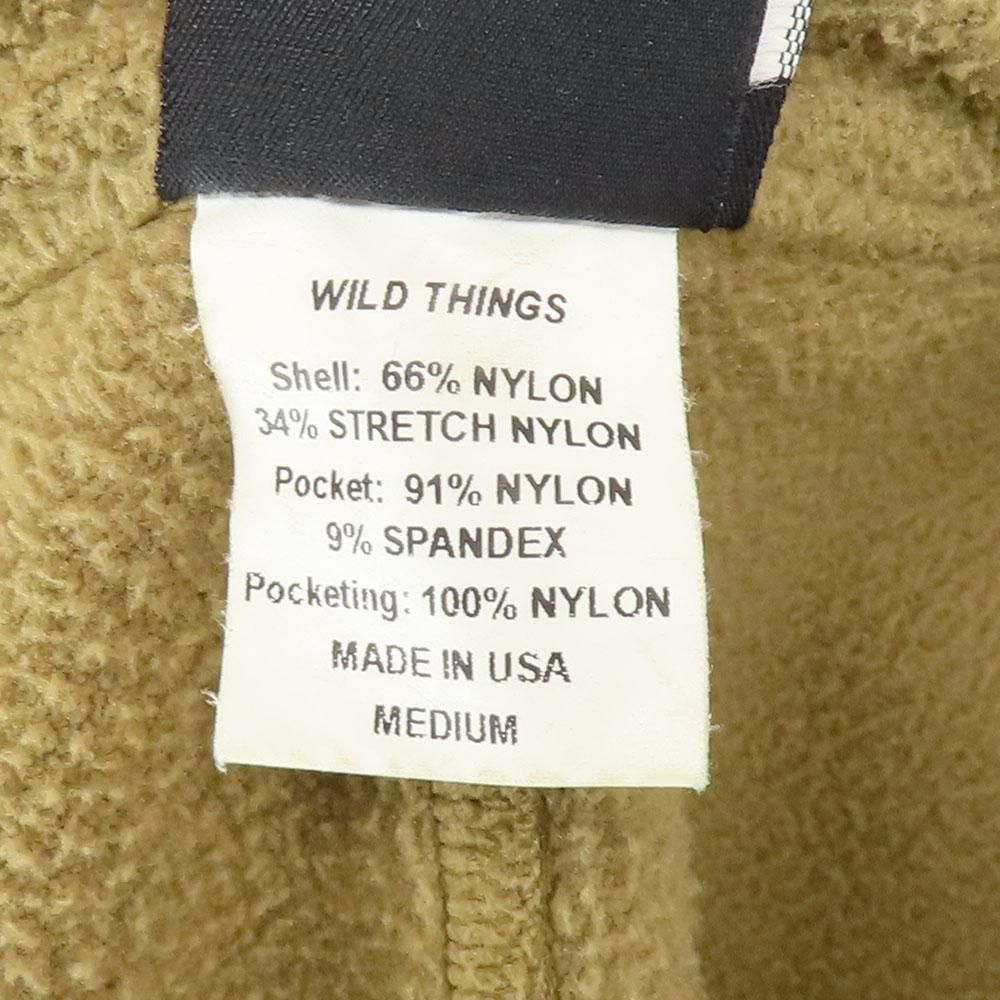 WILD THINGS
Shell: 66% NYLON
34% STRETCH NYLON
Pocket: 91% NYLON
9% SPANDEX
Pocketing: 100% NYLON
MADE IN USA
MEDIUM